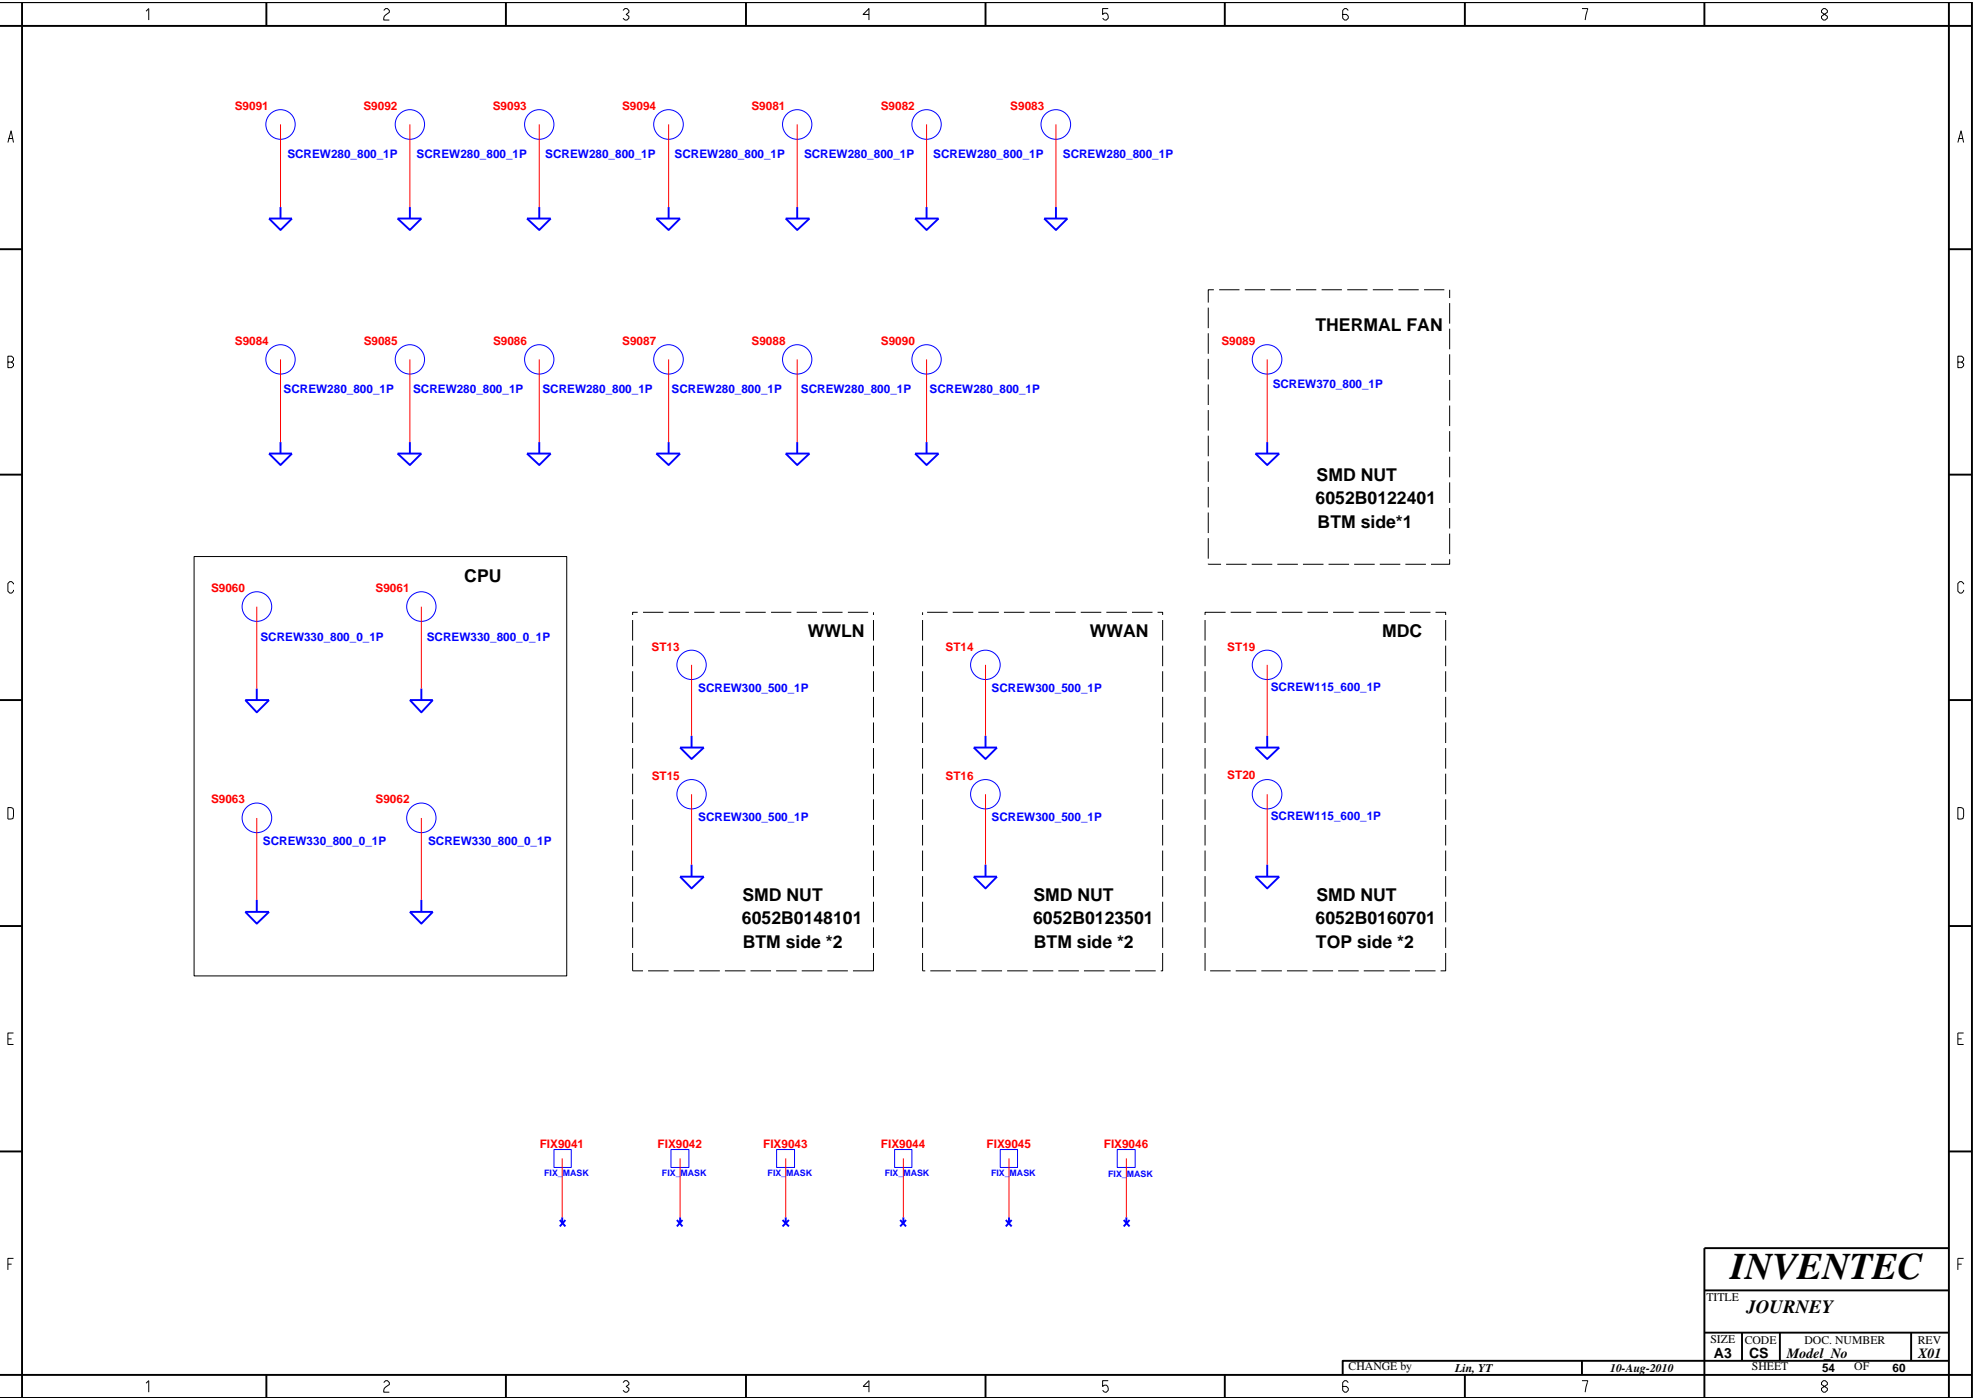 1 2 3 4 5 6 7 8
S9091 S9092 S9093 S9094 S9081 S9082 S9083
A A
SCREW280_800_1P SCREW280_800_1P SCREW280_800_1P SCREW280_800_1P SCREW280_800_1P SCREW280_800_1P SCREW280_800_1P
THERMAL FAN
S9084 S9085 S9086 S9087 S9088 S9090 S9089
B B
SCREW280_800_1P SCREW280_800_1P SCREW280_800_1P SCREW280_800_1P SCREW280_800_1P SCREW280_800_1P SCREW370_800_1P
SMD NUT
6052B0122401
BTM side*1
CPU
S9060 S9061
C C
SCREW330_800_0_1P SCREW330_800_0_1P
WWLN WWAN MDC
ST13 ST14 ST19
SCREW300_500_1P SCREW300_500_1P SCREW115_600_1P
ST15 ST16 ST20
S9063 S9062
D D
SCREW300_500_1P SCREW300_500_1P SCREW115_600_1P
SCREW330_800_0_1P SCREW330_800_0_1P
SMD NUT SMD NUT SMD NUT
6052B0148101 6052B0123501 6052B0160701
BTM side *2 BTM side *2 TOP side *2
E E
FIX9041 FIX9042 FIX9043 FIX9044 FIX9045 FIX9046
FIX_MASK FIX_MASK FIX_MASK FIX_MASK FIX_MASK FIX_MASK
F F
INVENTEC
TITLE JOURNEY
SIZE CODE DOC. NUMBER REV
A3 CS Model_No X01
CHANGE by Lin, YT 10-Aug-2010 SHEET 54 OF 60
1 2 3 4 5 6 7 8